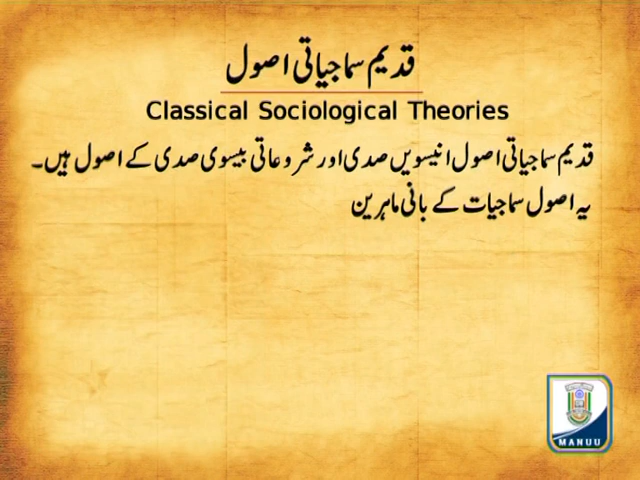 قدیم سماجیاتی اصول
Classical Sociological Theories
قدیم سماجیاتی اصول انیسویں صدی اور شروعاتی بیسوی صدی کے اصول ہیں۔
یہ اصول سماجیات کے بانی ماہرین
MANUU